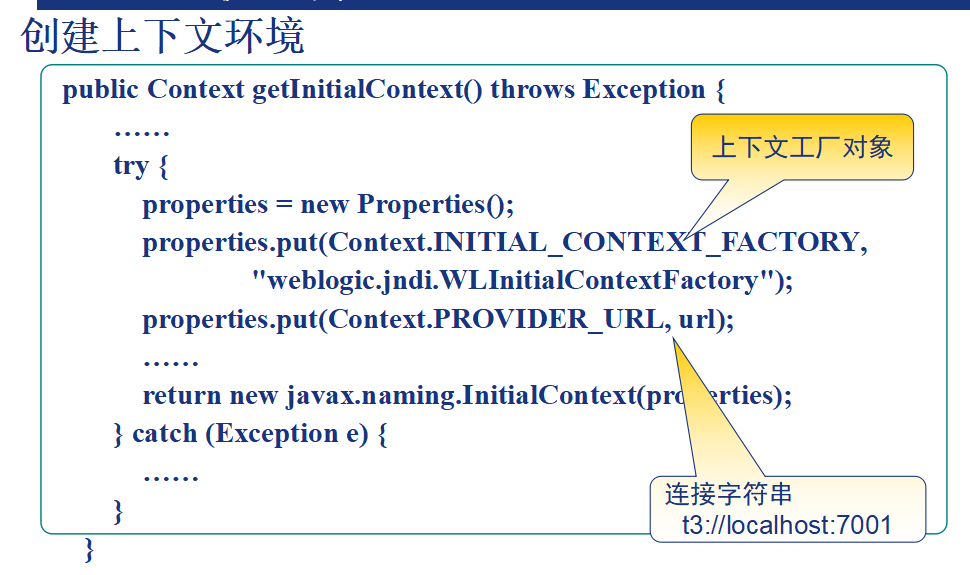 创建上下文环境
public Context getInitialContext() throws Exception {
……
上下文工厂对象
try {
properties = new Properties();
properties.put(Context.INITIAL_CONTEXT_FACTORY,
"weblogic.jndi.WLInitialContextFactory");
properties.put(Context.PROVIDER_URL, url);
……
return new javax.naming.InitialContext(properties);
} catch (Exception e) {
……
连接字符串
t3://localhost:7001
}
}